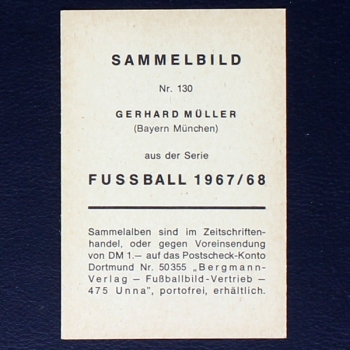 SAMMELBILD
Nr. 130
GERHARD MÜLLER
(Bayern München)
aus der Serie
FUSSBALL 1967/68
Sammelalben sind im Zeitschriften-
handel, oder gegen Voreinsendung
von DM 1.— auf das Postscheck-Konto
Dortmund Nr. 50355 „Bergmann-
Verlag — Fußballbild-Vertrieb —
475 Unna", portofrei, erhältlich.